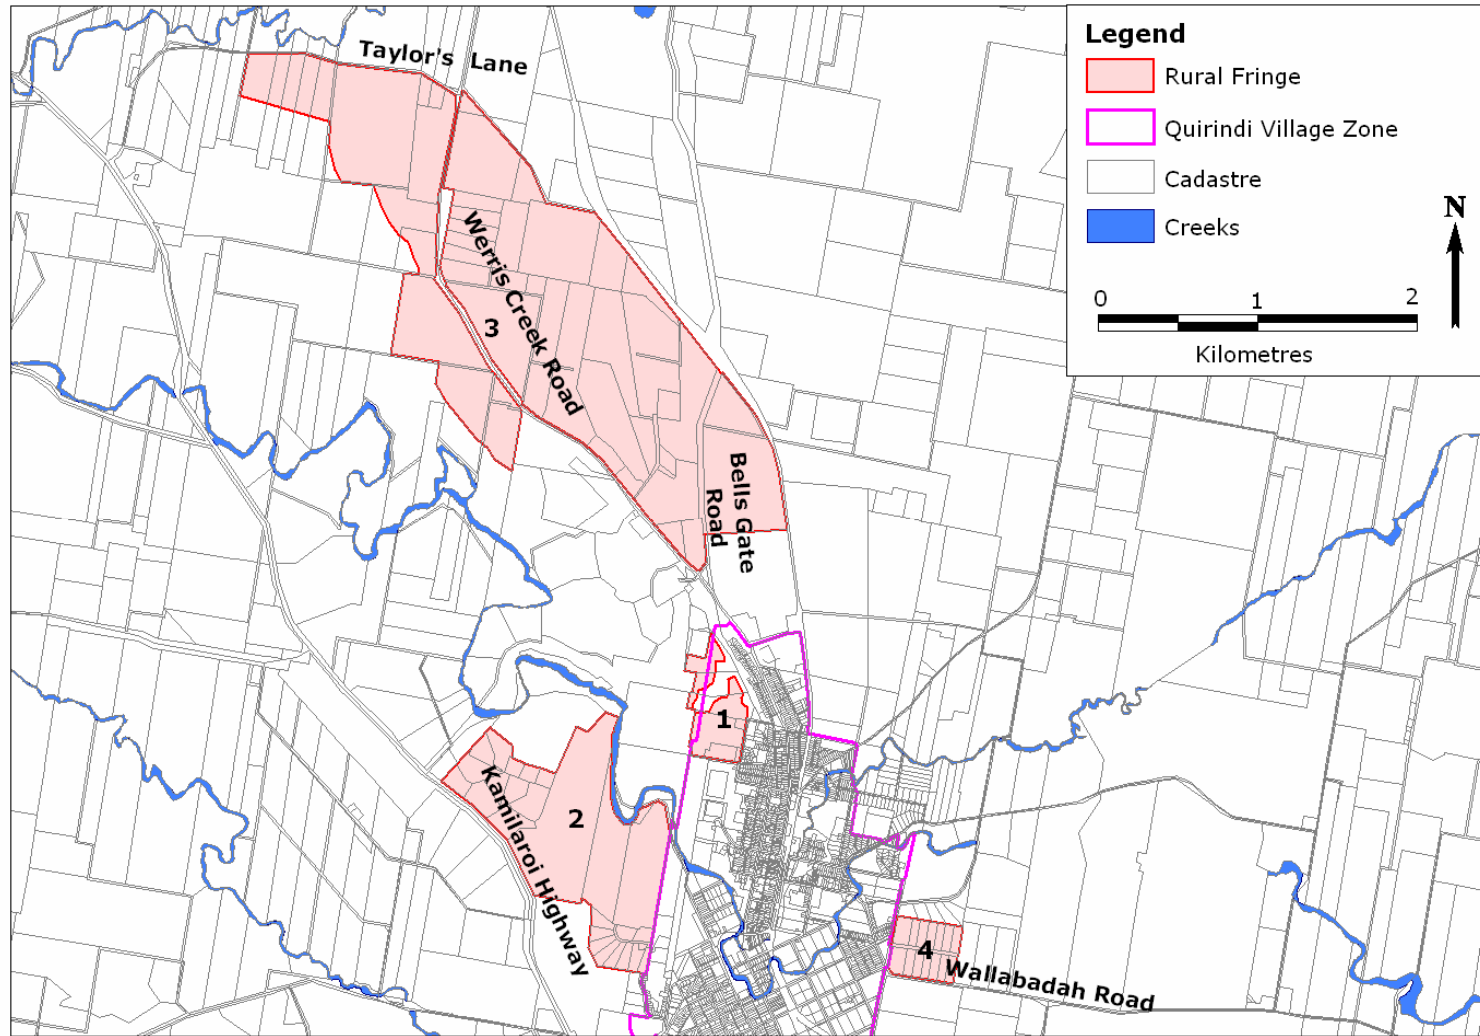 Taylor's Lane
Legend
Rural Fringe
Quirindi Village Zone
Cadastre
Creeks
N
0 1 2
Kilometres
Werris Creek Road
3
Bells Gate
Road
1
2
Kamilaroi Highway
4
Wallabadah Road